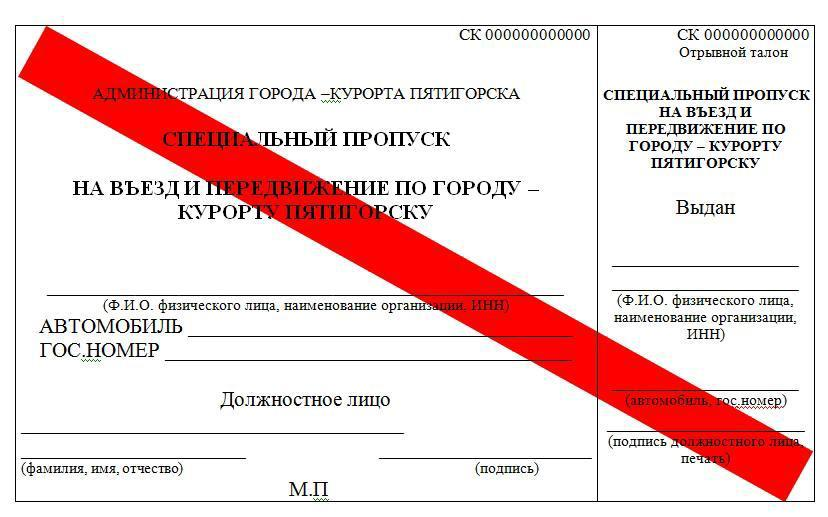 СК 000000000000
АДМИНИСТРАЦИЯ ГОРОДА –КУРОРТА ПЯТИГОРСКА
СПЕЦИАЛЬНЫЙ ПРОПУСК
НА ВЪЕЗД И ПЕРЕДВИЖЕНИЕ ПО ГОРОДУ –
КУРОРТУ ПЯТИГОРСКУ
(Ф.И.О. физического лица, наименование организации, ИНН)
АВТОМОБИЛЬ
ГОС.НОМЕР
Должностное лицо
(фамилия, имя, отчество) (подпись)
М.П
СК 000000000000
Отрывной талон
СПЕЦИАЛЬНЫЙ ПРОПУСК
НА ВЪЕЗД И
ПЕРЕДВИЖЕНИЕ ПО
ГОРОДУ – КУРОРТУ
ПЯТИГОРСКУ
Выдан
(Ф.И.О. физического лица,
наименование организации,
ИНН)
(автомобиль, гос.номер)
(подпись должностного лица,
печать)